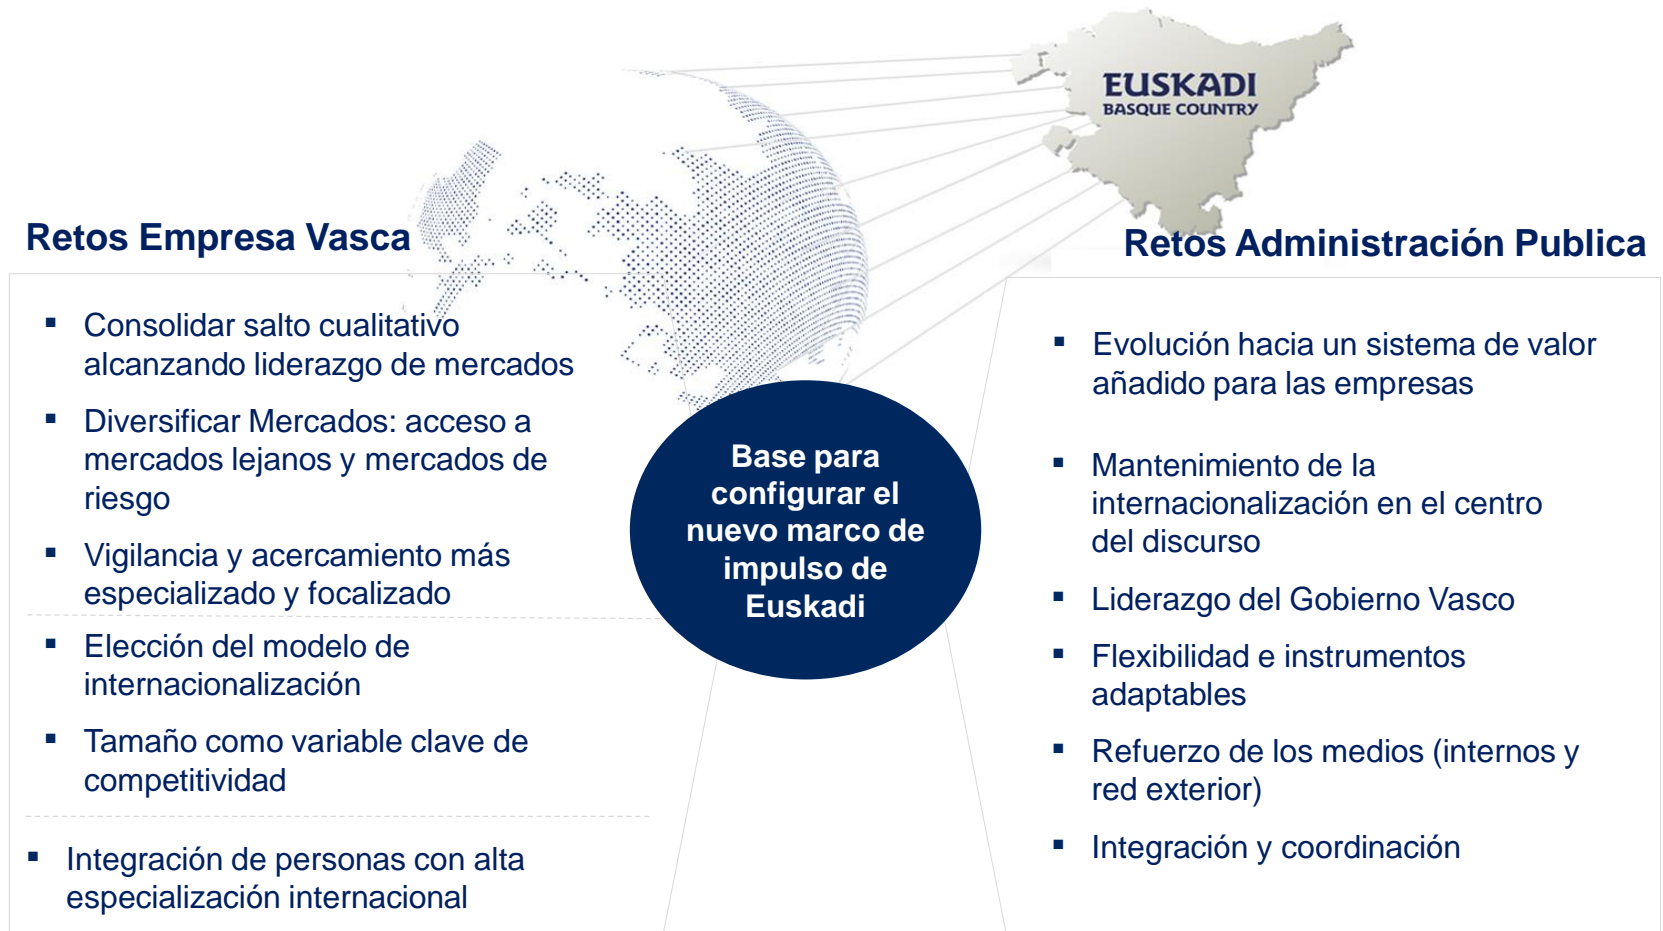 EUSKADI
BASQUE COUNTRY
Retos Empresa Vasca
▪ Consolidar salto cualitativo
alcanzando liderazgo de mercados
▪ Diversificar Mercados: acceso a
mercados lejanos y mercados de
riesgo
▪ Vigilancia y acercamiento más
especializado y focalizado
▪ Elección del modelo de
internacionalización
▪ Tamaño como variable clave de
competitividad
▪ Integración de personas con alta
especialización internacional
Base para
configurar el
nuevo marco de
impulso de
Euskadi
Retos Administración Publica
▪ Evolución hacia un sistema de valor
añadido para las empresas
▪ Mantenimiento de la
internacionalización en el centro
del discurso
▪ Liderazgo del Gobierno Vasco
▪ Flexibilidad e instrumentos
adaptables
▪ Refuerzo de los medios (internos y
red exterior)
▪ Integración y coordinación